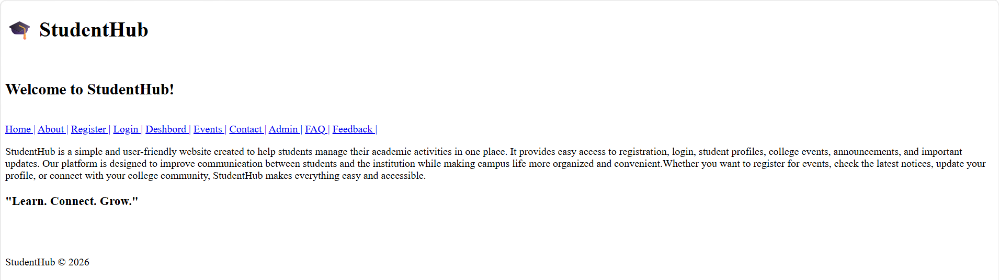 StudentHub
Welcome to StudentHub!
Home | About | Register | Login | Deshbord | Events | Contact | Admin | FAQ | Feedback |
StudentHub is a simple and user-friendly website created to help students manage their academic activities in one place. It provides easy access to registration, login, student profiles, college events, announcements, and important
updates. Our platform is designed to improve communication between students and the institution while making campus life more organized and convenient.Whether you want to register for events, check the latest notices, update your
profile, or connect with your college community, StudentHub makes everything easy and accessible.
"Learn. Connect. Grow."
StudentHub © 2026